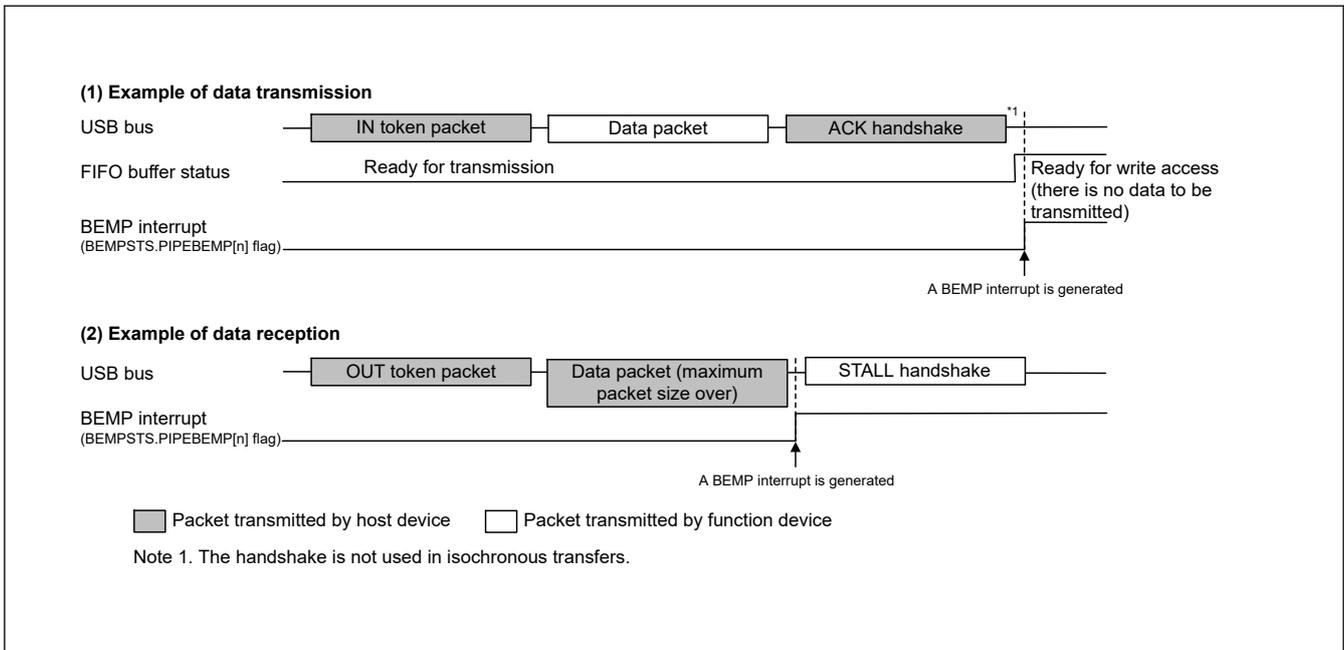 (1) Example of data transmission
USB bus
IN token packet
Data packet
ACK handshake
*1
FIFO buffer status
Ready for transmission
Ready for write access
(there is no data to be
transmitted)
BEMP interrupt
(BEMPSTS.PIPEBEMP[n] flag)
A BEMP interrupt is generated
(2) Example of data reception
USB bus
OUT token packet
Data packet (maximum
packet size over)
STALL handshake
BEMP interrupt
(BEMPSTS.PIPEBEMP[n] flag)
A BEMP interrupt is generated
Packet transmitted by host device
Packet transmitted by function device
Note 1. The handshake is not used in isochronous transfers.